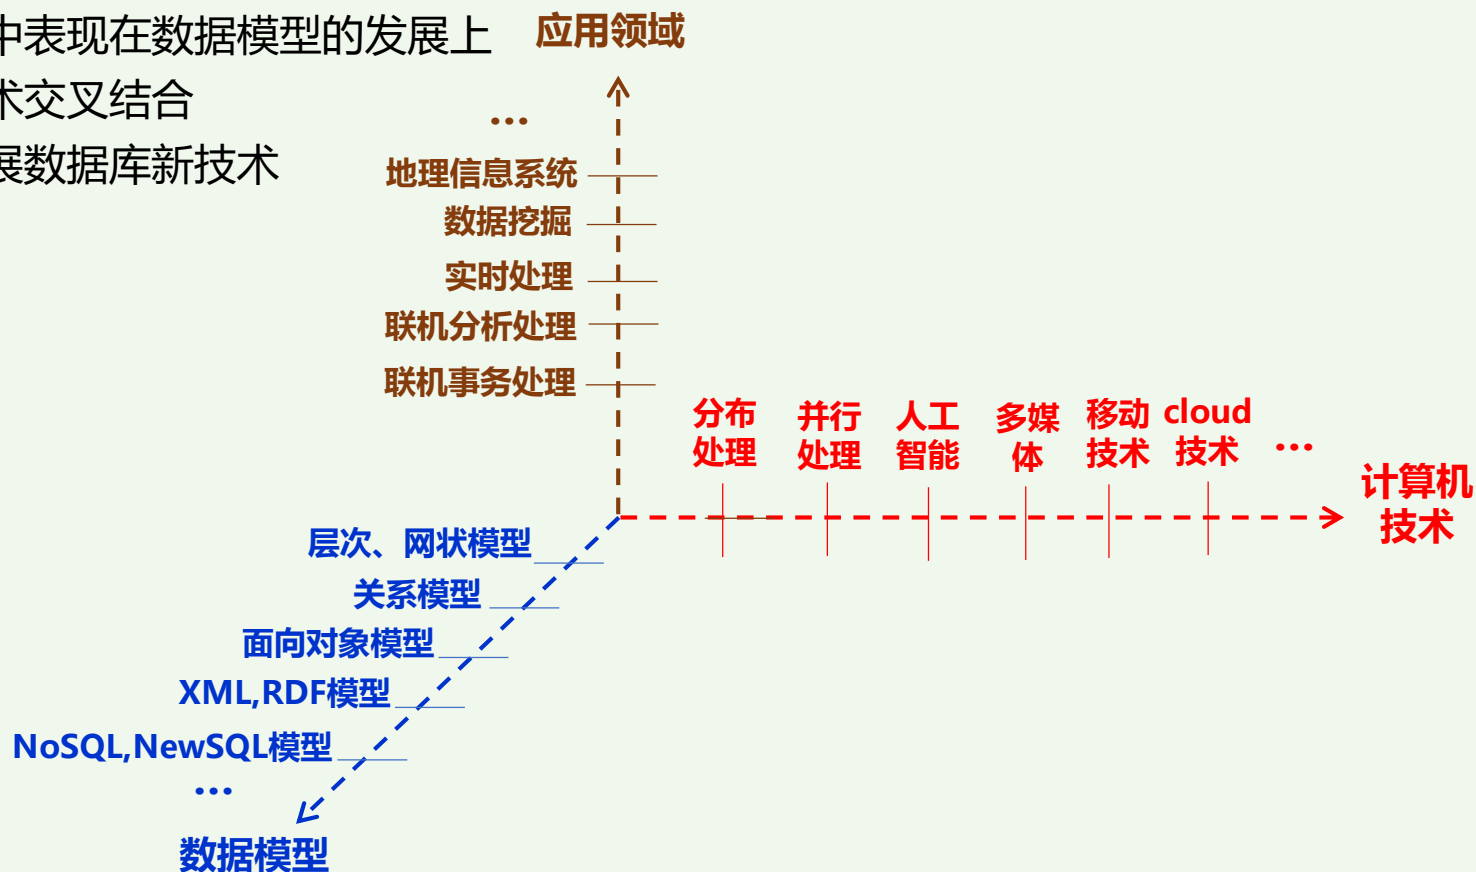 中表现在数据模型的发展上
术交叉结合
展数据库新技术
应用领域
…
地理信息系统
数据挖掘
实时处理
联机分析处理
联机事务处理
分布
处理
并行
处理
人工
智能
多媒
体
移动
技术
cloud
技术
…
计算机
技术
层次、网状模型
关系模型
面向对象模型
XML,RDF模型
NoSQL,NewSQL模型
…
数据模型